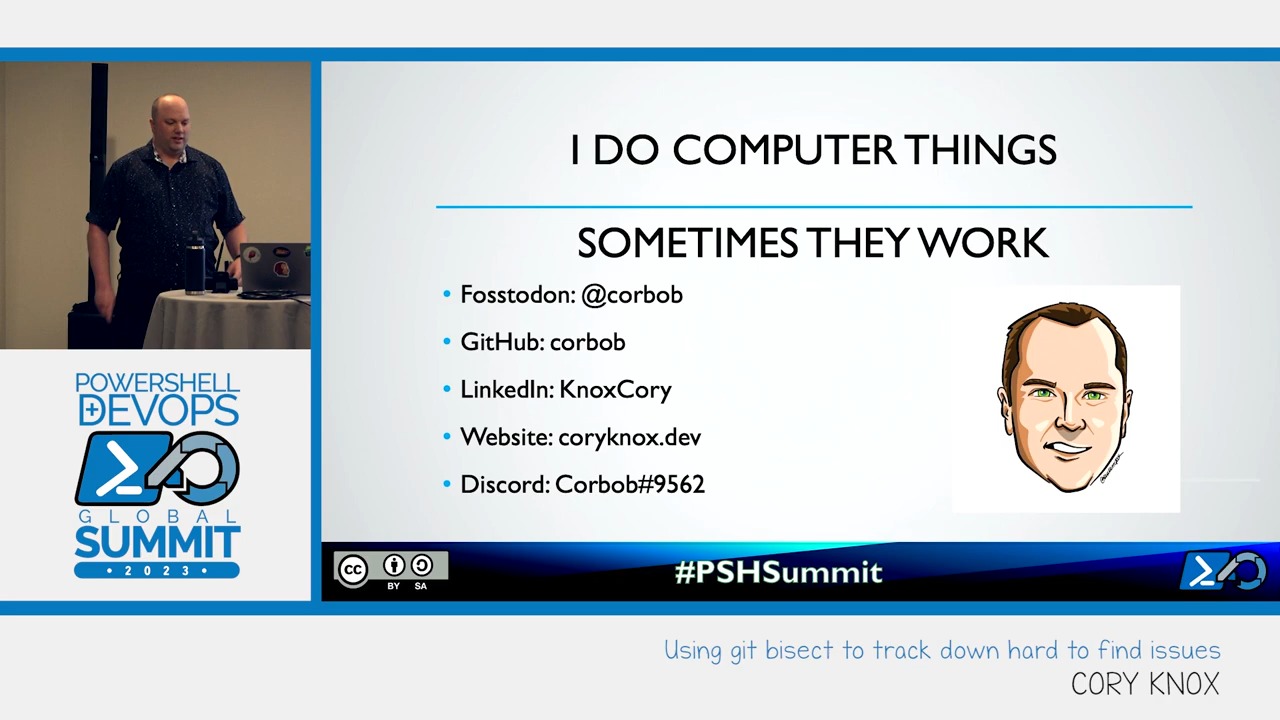 I DO COMPUTER THINGS
SOMETIMES THEY WORK
Fosstodon: @corbob
GitHub: corbob
LinkedIn: KnoxCory
Website: coryknox.dev
Discord: Corbob#9562
POWERSHELL
+DEVOPS
GLOBAL
SUMMIT
• 2023 •
cc
BY SA
#PSHSummit
Using git bisect to track down hard to find issues
CORY KNOX